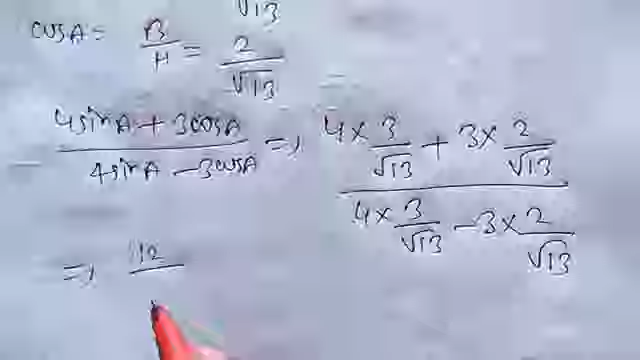 √13
cosA = B/H = 2/√13
4sinA + 3cosA / 4sinA - 3cosA => 4 × 3/√13 + 3 × 2/√13 / 4 × 3/√13 - 3 × 2/√13
=> 12